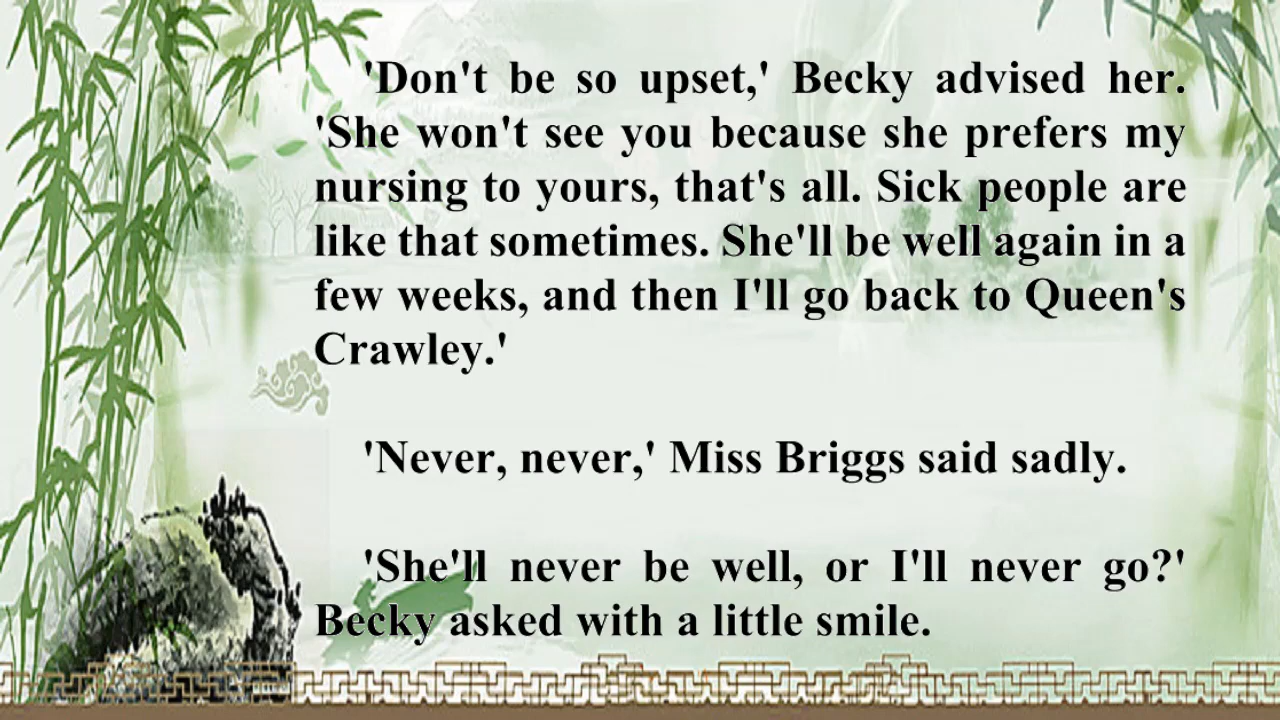 'Don't be so upset,' Becky advised her.
'She won't see you because she prefers my
nursing to yours, that's all. Sick people are
like that sometimes. She'll be well again in a
few weeks, and then I'll go back to Queen's
Crawley.'
'Never, never,' Miss Briggs said sadly.
'She'll never be well, or I'll never go?'
Becky asked with a little smile.